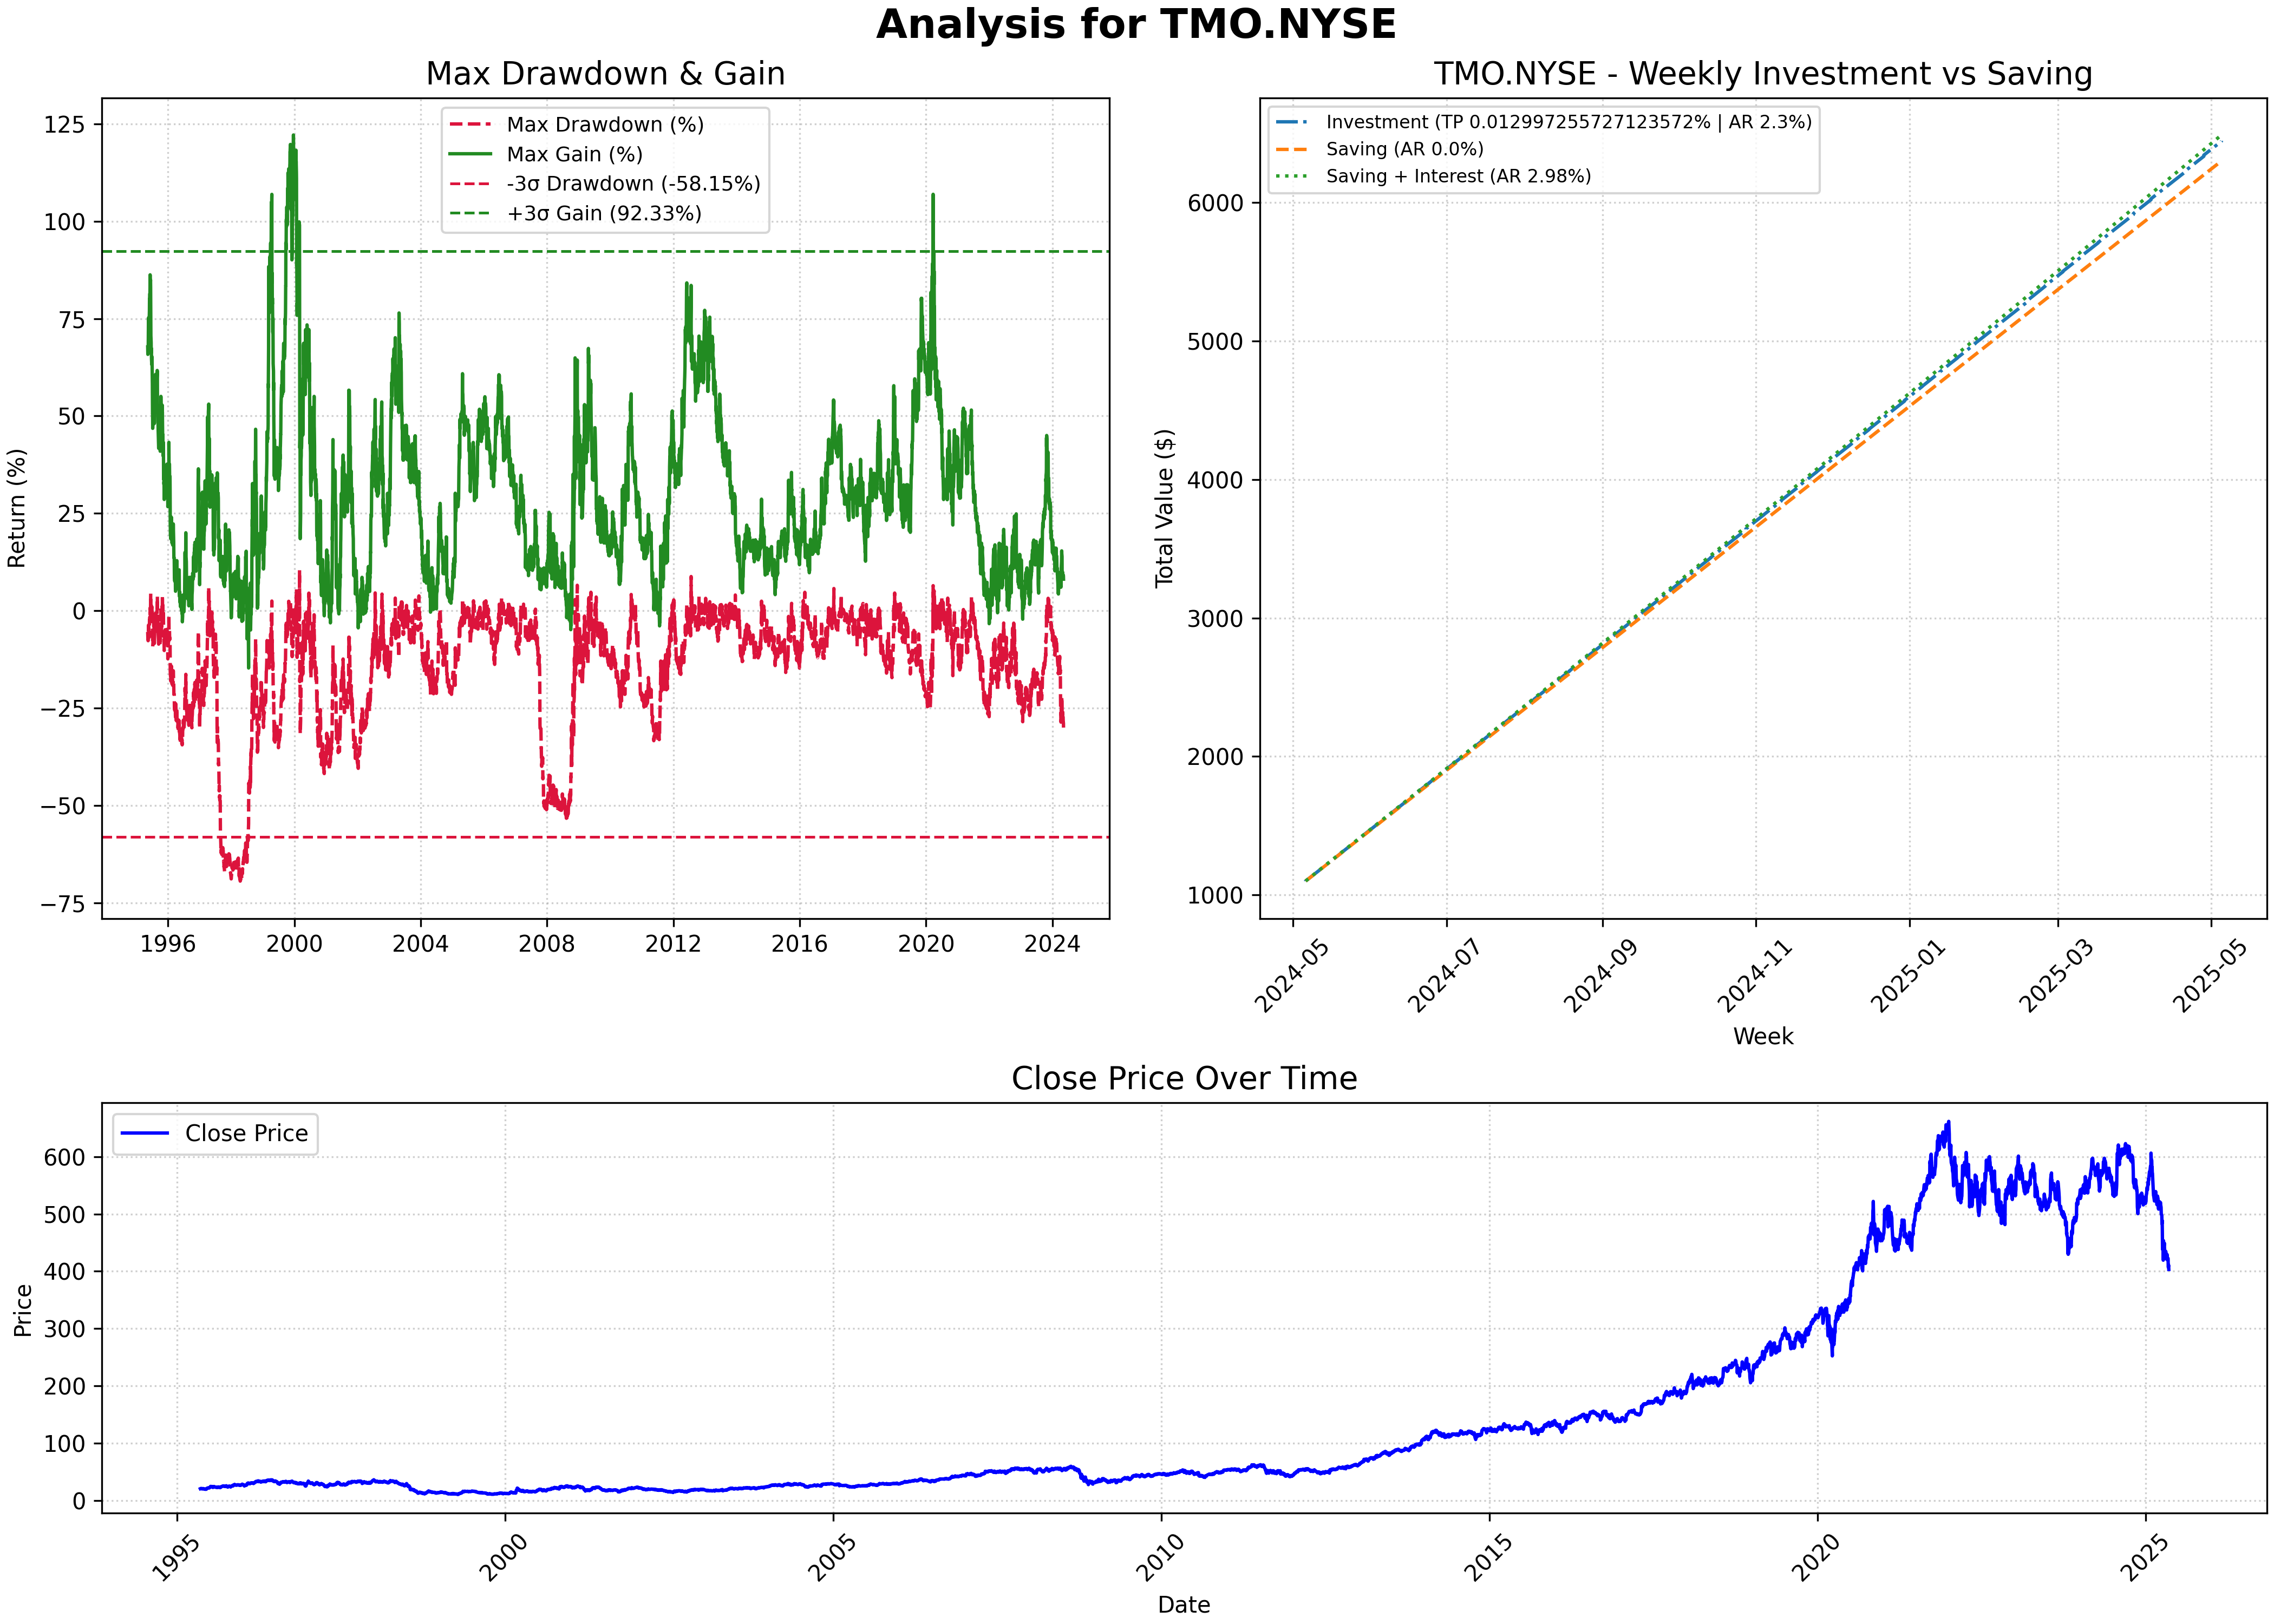 Analysis for TMO.NYSE
Max Drawdown & Gain
Return (%)
125
100
75
50
25
0
−25
−50
−75
Max Drawdown (%)
Max Gain (%)
-3σ Drawdown (-58.15%)
+3σ Gain (92.33%)
1996
2000
2004
2008
2012
2016
2020
2024
TMO.NYSE - Weekly Investment vs Saving
Total Value ($)
6000
5000
4000
3000
2000
1000
Investment (TP 0.012997255727123572% | AR 2.3%)
Saving (AR 0.0%)
Saving + Interest (AR 2.98%)
2024-05
2024-07
2024-09
2024-11
2025-01
2025-03
2025-05
Week
Close Price Over Time
Price
600
500
400
300
200
100
0
Close Price
1995
2000
2005
2010
2015
2020
2025
Date